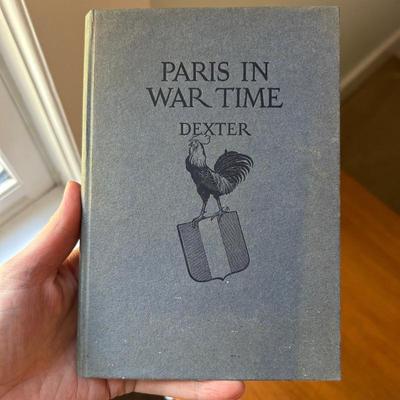 PARIS IN
WAR TIME
DEXTER